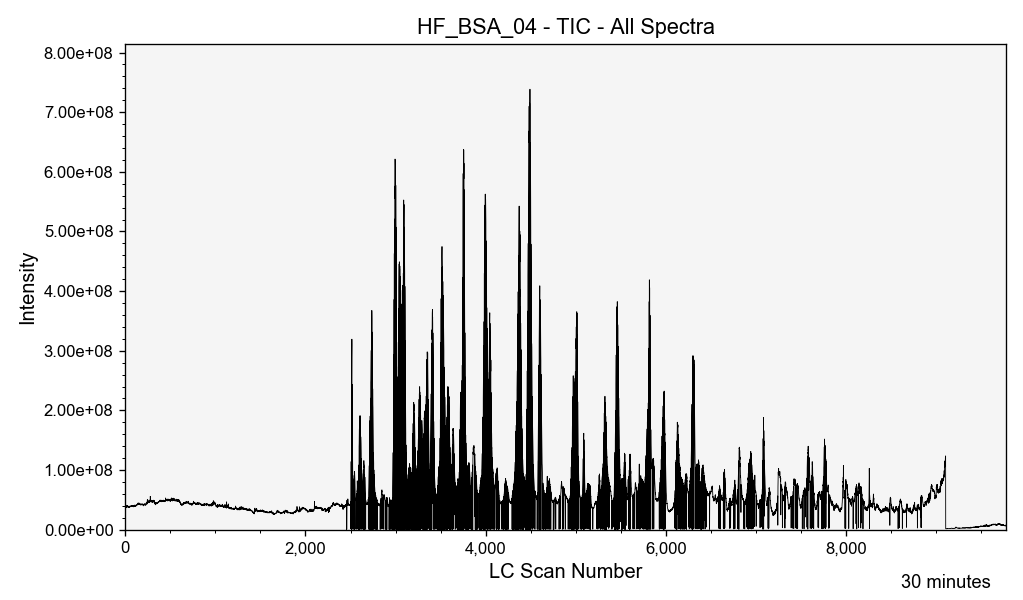 HF_BSA_04 - TIC - All Spectra
8.00e+08
7.00e+08
6.00e+08
5.00e+08
4.00e+08
3.00e+08
2.00e+08
1.00e+08
0.00e+00
Intensity
0 2,000 4,000 6,000 8,000
LC Scan Number
30 minutes